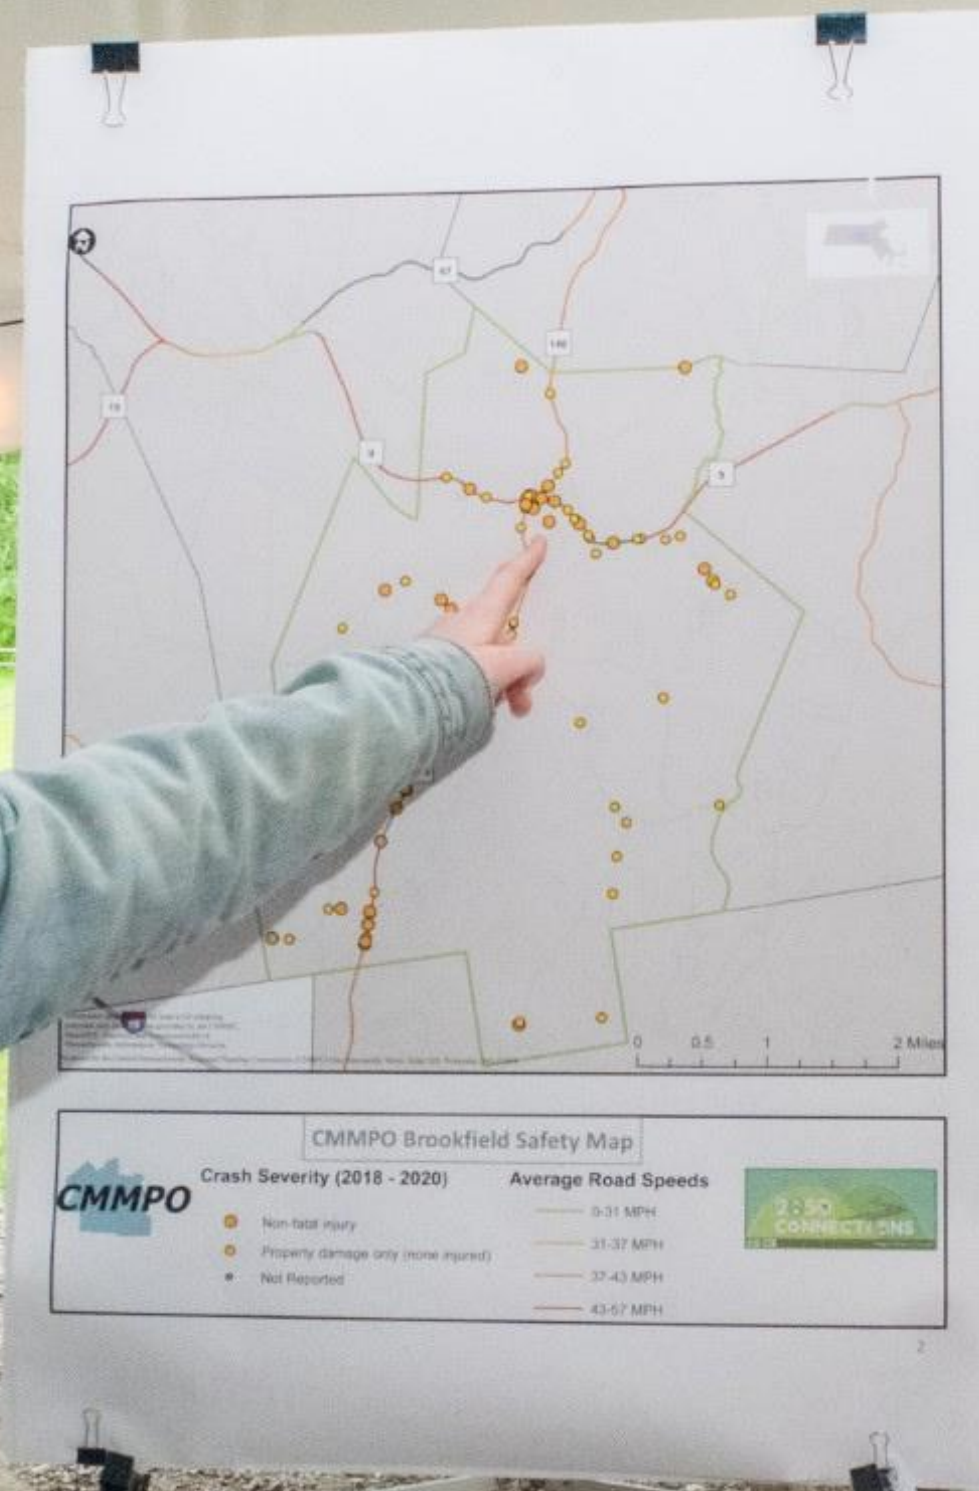 67
148
19
9
9
0 0.5 1 2 Miles
CMMPO Brookfield Safety Map
CMMPO
Crash Severity (2018 - 2020)
Non-fatal injury
Property damage only (none injured)
Not Reported
Average Road Speeds
0-31 MPH
31-37 MPH
37-43 MPH
43-57 MPH
2050
CONNECTIONS
2